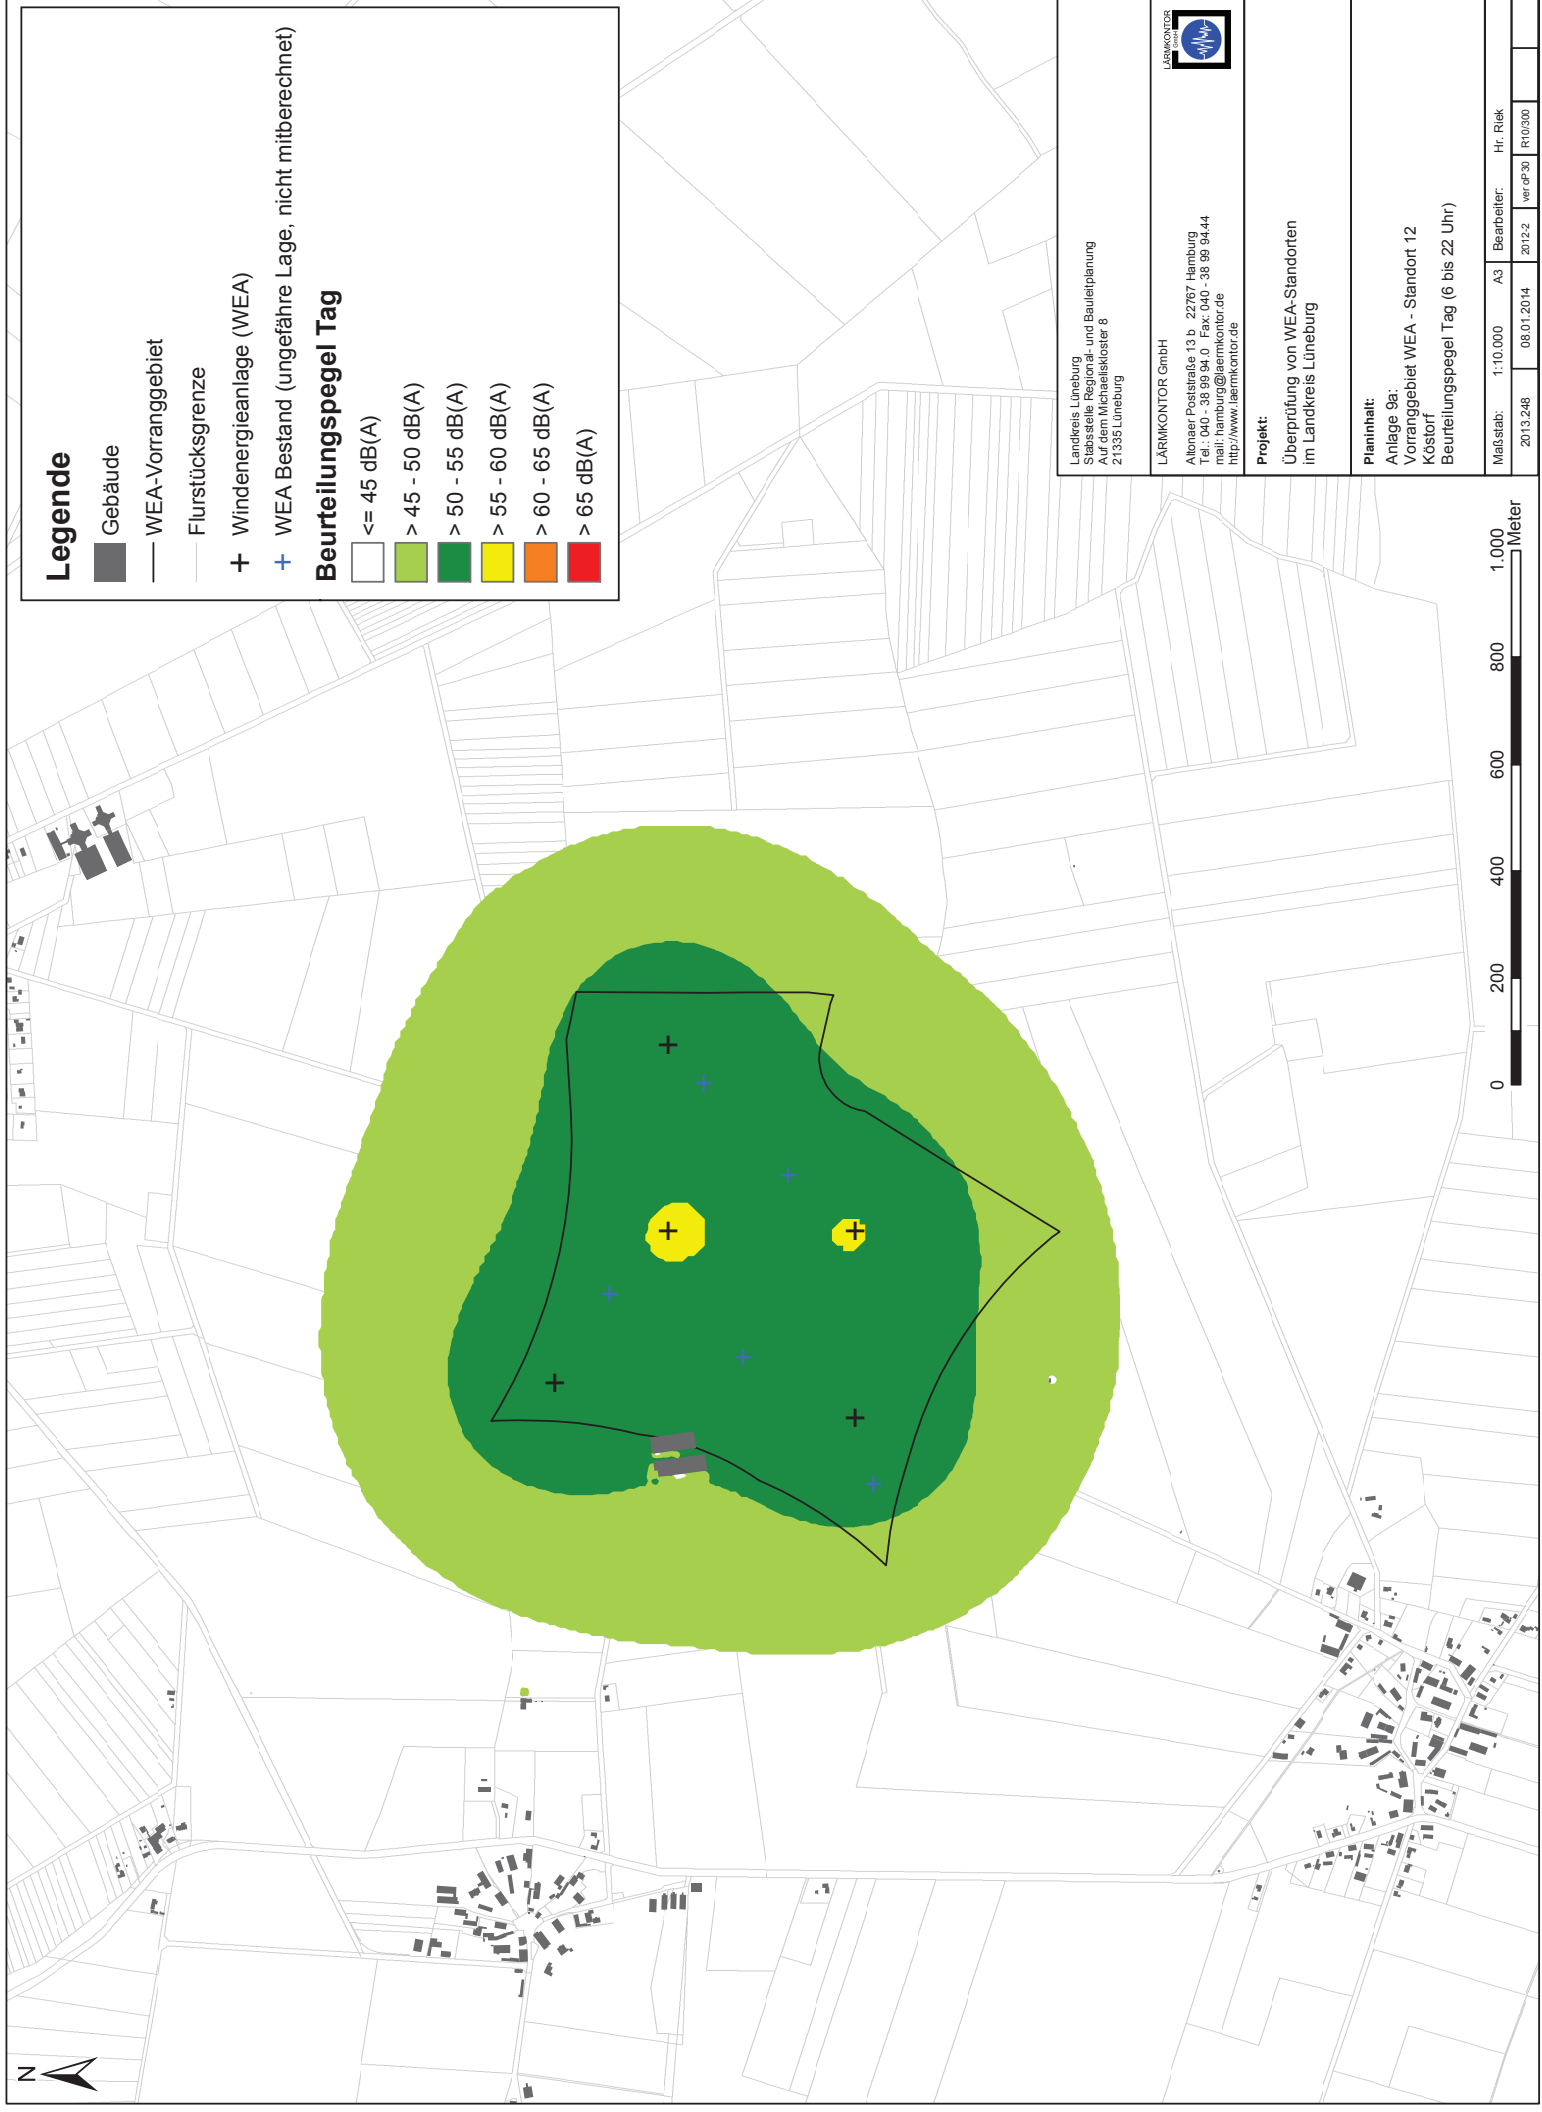 N
Legende
Gebäude
WEA-Vorranggebiet
Flurstücksgrenze
Windenergieanlage (WEA)
WEA Bestand (ungefähre Lage, nicht mitberechnet)
Beurteilungspegel Tag
<= 45 dB(A)
> 45 - 50 dB(A)
> 50 - 55 dB(A)
> 55 - 60 dB(A)
> 60 - 65 dB(A)
> 65 dB(A)
0 200 400 600 800 1.000
Meter
Landkreis Lüneburg
Stabsstelle Regional- und Bauleitplanung
Auf dem Michaeliskloster 8
21335 Lüneburg
LÄRMKONTOR GmbH
Altonaer Poststraße 13 b 22767 Hamburg
Tel.: 040 - 38 99 94.0 Fax: 040 - 38 99 94.44
mail: hamburg@laermkontor.de
http://www.laermkontor.de
LÄRMKONTOR
GmbH
Projekt:
Überprüfung von WEA-Standorten
im Landkreis Lüneburg
Planinhalt:
Anlage 9a:
Vorranggebiet WEA - Standort 12
Köstorf
Beurteilungspegel Tag (6 bis 22 Uhr)
Maßstab: 1:10.000 A3 Bearbeiter: Hr. Riek
2013.248 08.01.2014 2012-2 ver oP30 R10/300